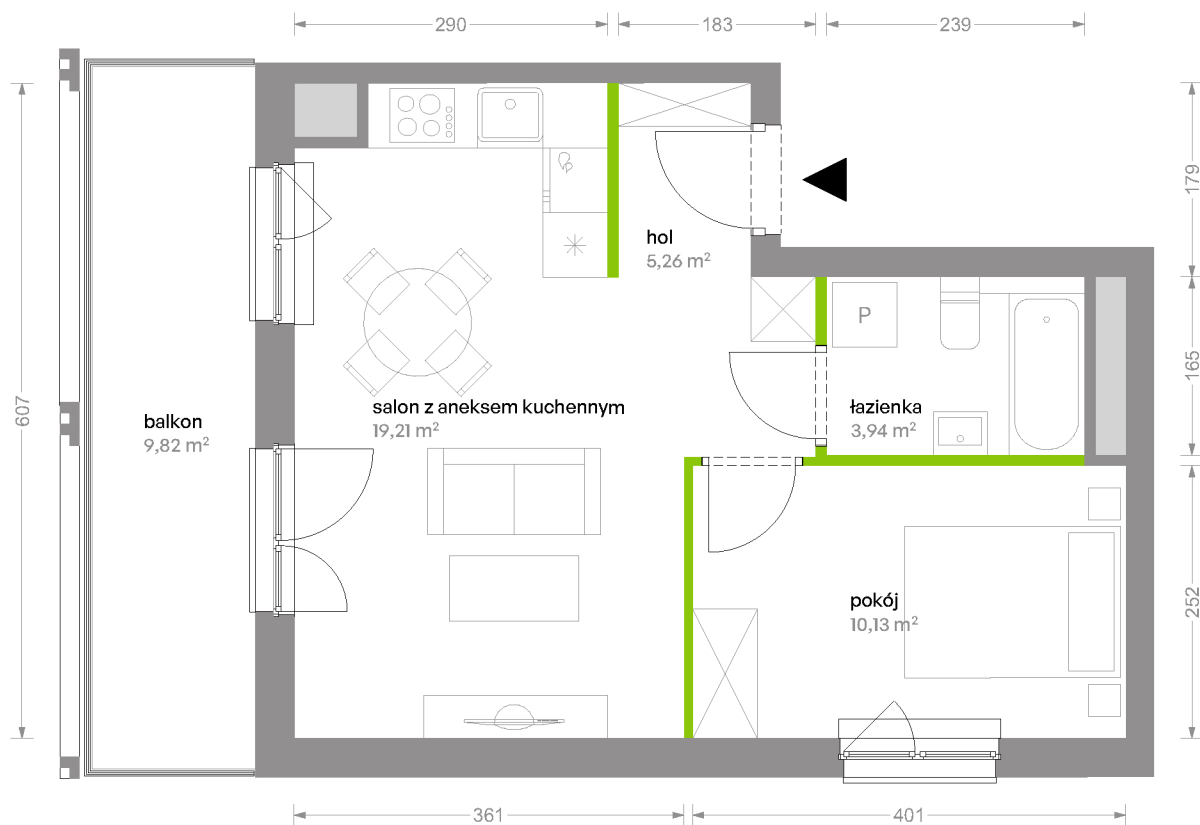 290
183
239
179
hol
5,26 m²
P
165
607
balkon
9,82 m²
salon z aneksem kuchennym
19,21 m²
łazienka
3,94 m²
252
pokój
10,13 m²
361
401